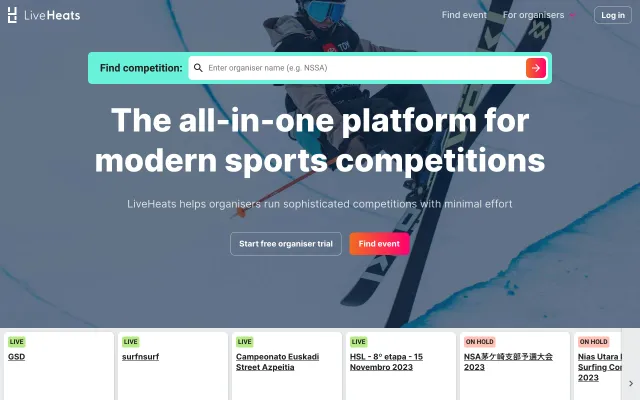 LiveHeats
Find event
For organisers
Log in
Find competition:
Enter organiser name (e.g. NSSA)
The all-in-one platform for
modern sports competitions
LiveHeats helps organisers run sophisticated competitions with minimal effort
Start free organiser trial
Find event
LIVE
GSD
LIVE
surfnsurf
LIVE
Campeonato Euskadi
Street Azpeitia
LIVE
HSL - 8º etapa - 15
Novembro 2023
ON HOLD
NSA茅ケ崎支部予選大会
2023
ON HOLD
Nias Utara
Surfing Co
2023